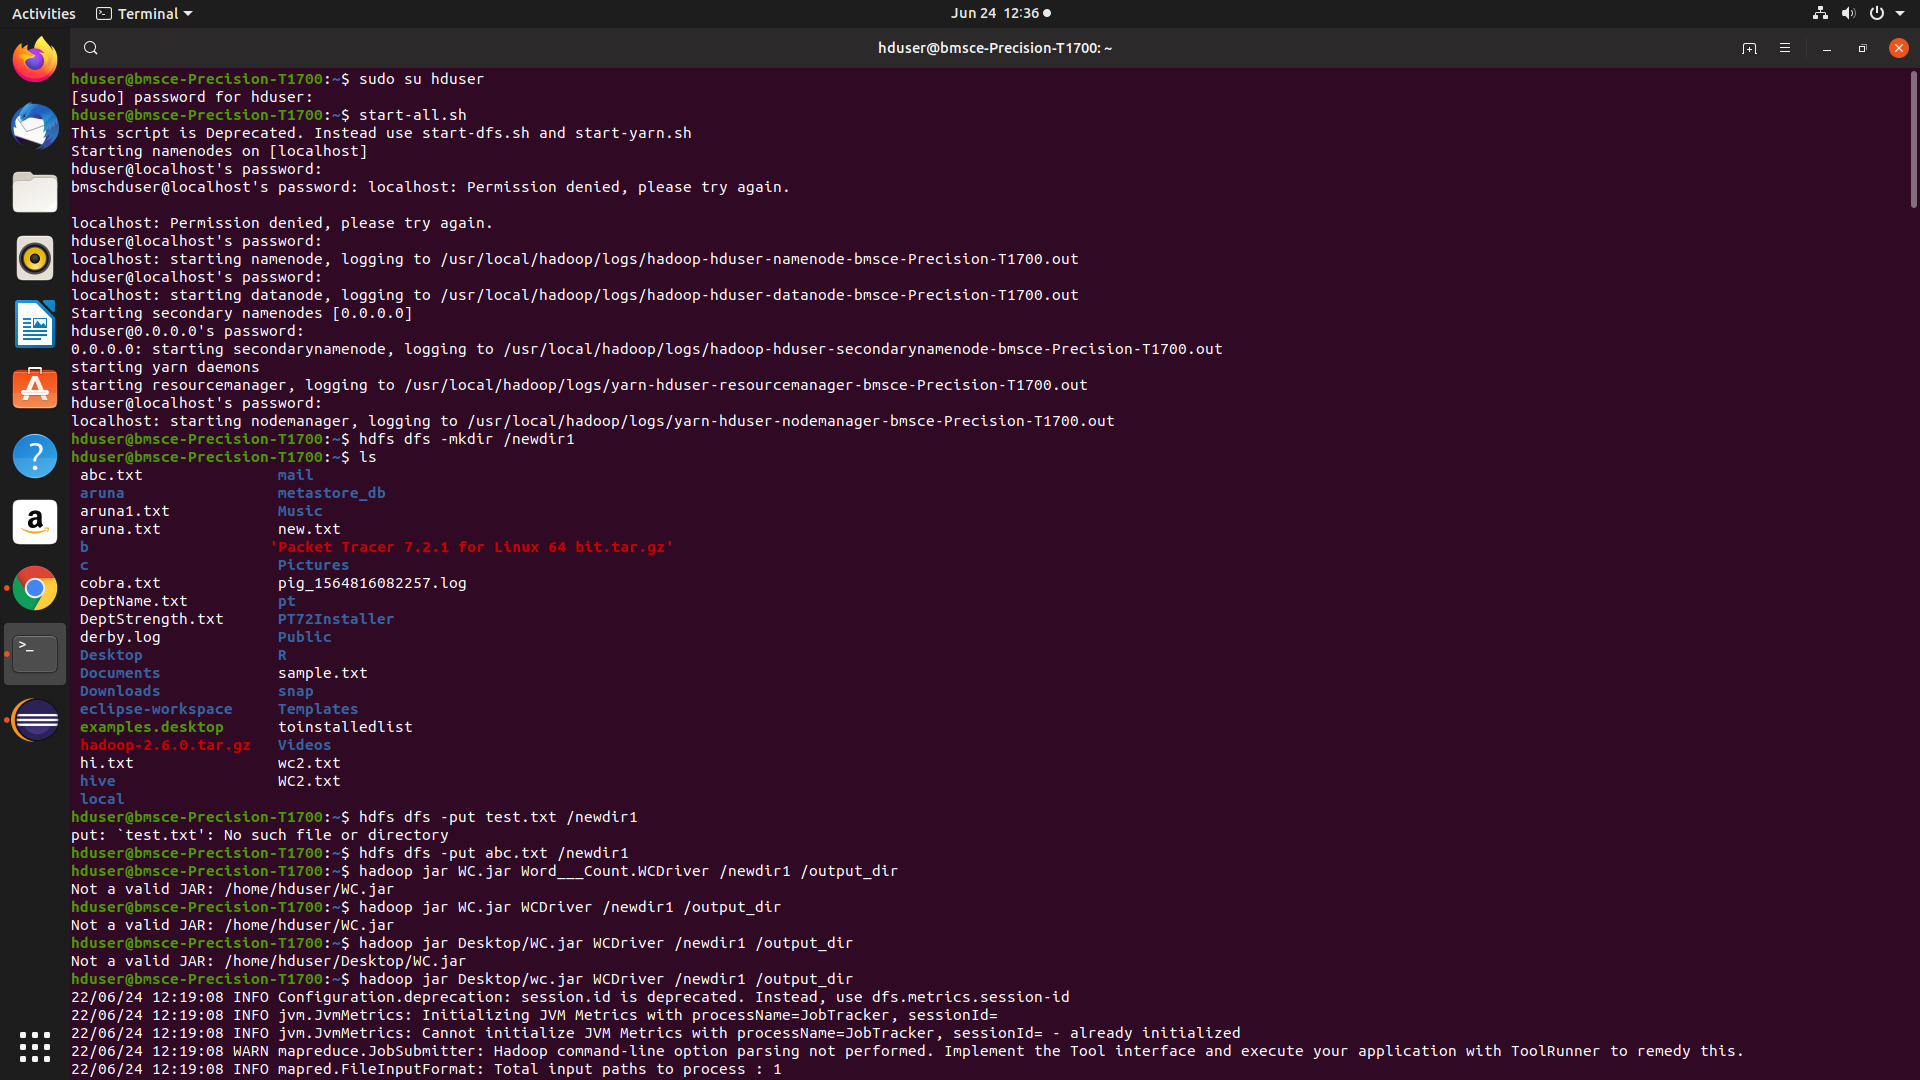 Activities Terminal Jun 24 12:36
hduser@bmsce-Precision-T1700: ~
hduser@bmsce-Precision-T1700:~$ sudo su hduser
[sudo] password for hduser:
hduser@bmsce-Precision-T1700:~$ start-all.sh
This script is Deprecated. Instead use start-dfs.sh and start-yarn.sh
Starting namenodes on [localhost]
hduser@localhost's password:
bmschduser@localhost's password: localhost: Permission denied, please try again.
localhost: Permission denied, please try again.
hduser@localhost's password:
localhost: starting namenode, logging to /usr/local/hadoop/logs/hadoop-hduser-namenode-bmsce-Precision-T1700.out
hduser@localhost's password:
localhost: starting datanode, logging to /usr/local/hadoop/logs/hadoop-hduser-datanode-bmsce-Precision-T1700.out
Starting secondary namenodes [0.0.0.0]
hduser@0.0.0.0's password:
0.0.0.0: starting secondarynamenode, logging to /usr/local/hadoop/logs/hadoop-hduser-secondarynamenode-bmsce-Precision-T1700.out
starting yarn daemons
starting resourcemanager, logging to /usr/local/hadoop/logs/yarn-hduser-resourcemanager-bmsce-Precision-T1700.out
hduser@localhost's password:
localhost: starting nodemanager, logging to /usr/local/hadoop/logs/yarn-hduser-nodemanager-bmsce-Precision-T1700.out
hduser@bmsce-Precision-T1700:~$ hdfs dfs -mkdir /newdir1
hduser@bmsce-Precision-T1700:~$ ls
abc.txt mail
aruna metastore_db
aruna1.txt Music
aruna.txt new.txt
b 'Packet Tracer 7.2.1 for Linux 64 bit.tar.gz'
c Pictures
cobra.txt pig_1564816082257.log
DeptName.txt pt
DeptStrength.txt PT72Installer
derby.log Public
Desktop R
Documents sample.txt
Downloads snap
eclipse-workspace Templates
examples.desktop toinstalledlist
hadoop-2.6.0.tar.gz Videos
hi.txt wc2.txt
hive WC2.txt
local
hduser@bmsce-Precision-T1700:~$ hdfs dfs -put test.txt /newdir1
put: `test.txt': No such file or directory
hduser@bmsce-Precision-T1700:~$ hdfs dfs -put abc.txt /newdir1
hduser@bmsce-Precision-T1700:~$ hadoop jar WC.jar Word___Count.WCDriver /newdir1 /output_dir
Not a valid JAR: /home/hduser/WC.jar
hduser@bmsce-Precision-T1700:~$ hadoop jar WC.jar WCDriver /newdir1 /output_dir
Not a valid JAR: /home/hduser/WC.jar
hduser@bmsce-Precision-T1700:~$ hadoop jar Desktop/WC.jar WCDriver /newdir1 /output_dir
Not a valid JAR: /home/hduser/Desktop/WC.jar
hduser@bmsce-Precision-T1700:~$ hadoop jar Desktop/wc.jar WCDriver /newdir1 /output_dir
22/06/24 12:19:08 INFO Configuration.deprecation: session.id is deprecated. Instead, use dfs.metrics.session-id
22/06/24 12:19:08 INFO jvm.JvmMetrics: Initializing JVM Metrics with processName=JobTracker, sessionId=
22/06/24 12:19:08 INFO jvm.JvmMetrics: Cannot initialize JVM Metrics with processName=JobTracker, sessionId= - already initialized
22/06/24 12:19:08 WARN mapreduce.JobSubmitter: Hadoop command-line option parsing not performed. Implement the Tool interface and execute your application with ToolRunner to remedy this.
22/06/24 12:19:08 INFO mapred.FileInputFormat: Total input paths to process : 1